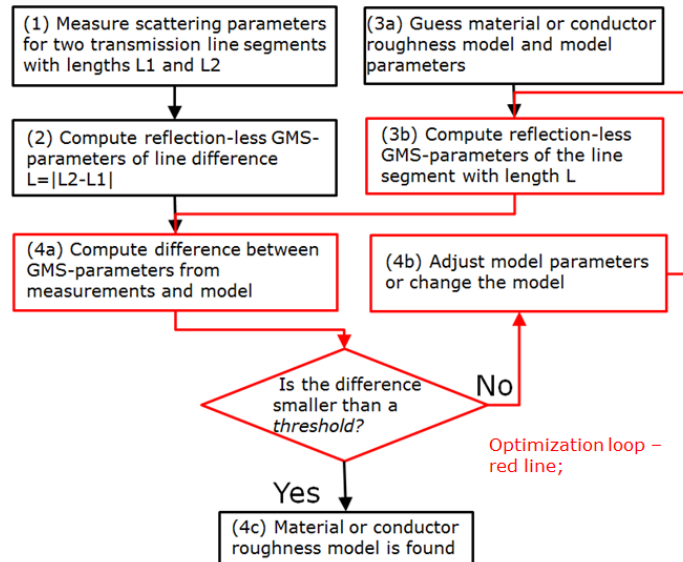 (1) Measure scattering parameters
for two transmission line segments
with lengths L1 and L2
(3a) Guess material or conductor
roughness model and model
parameters
(2) Compute reflection-less GMS-
parameters of line difference
L=|L2-L1|
(3b) Compute reflection-less
GMS-parameters of the line
segment with length L
(4a) Compute difference between
GMS-parameters from
measurements and model
(4b) Adjust model parameters
or change the model
Is the difference
smaller than a
threshold?
No
Optimization loop –
red line;
Yes
(4c) Material or conductor
roughness model is found